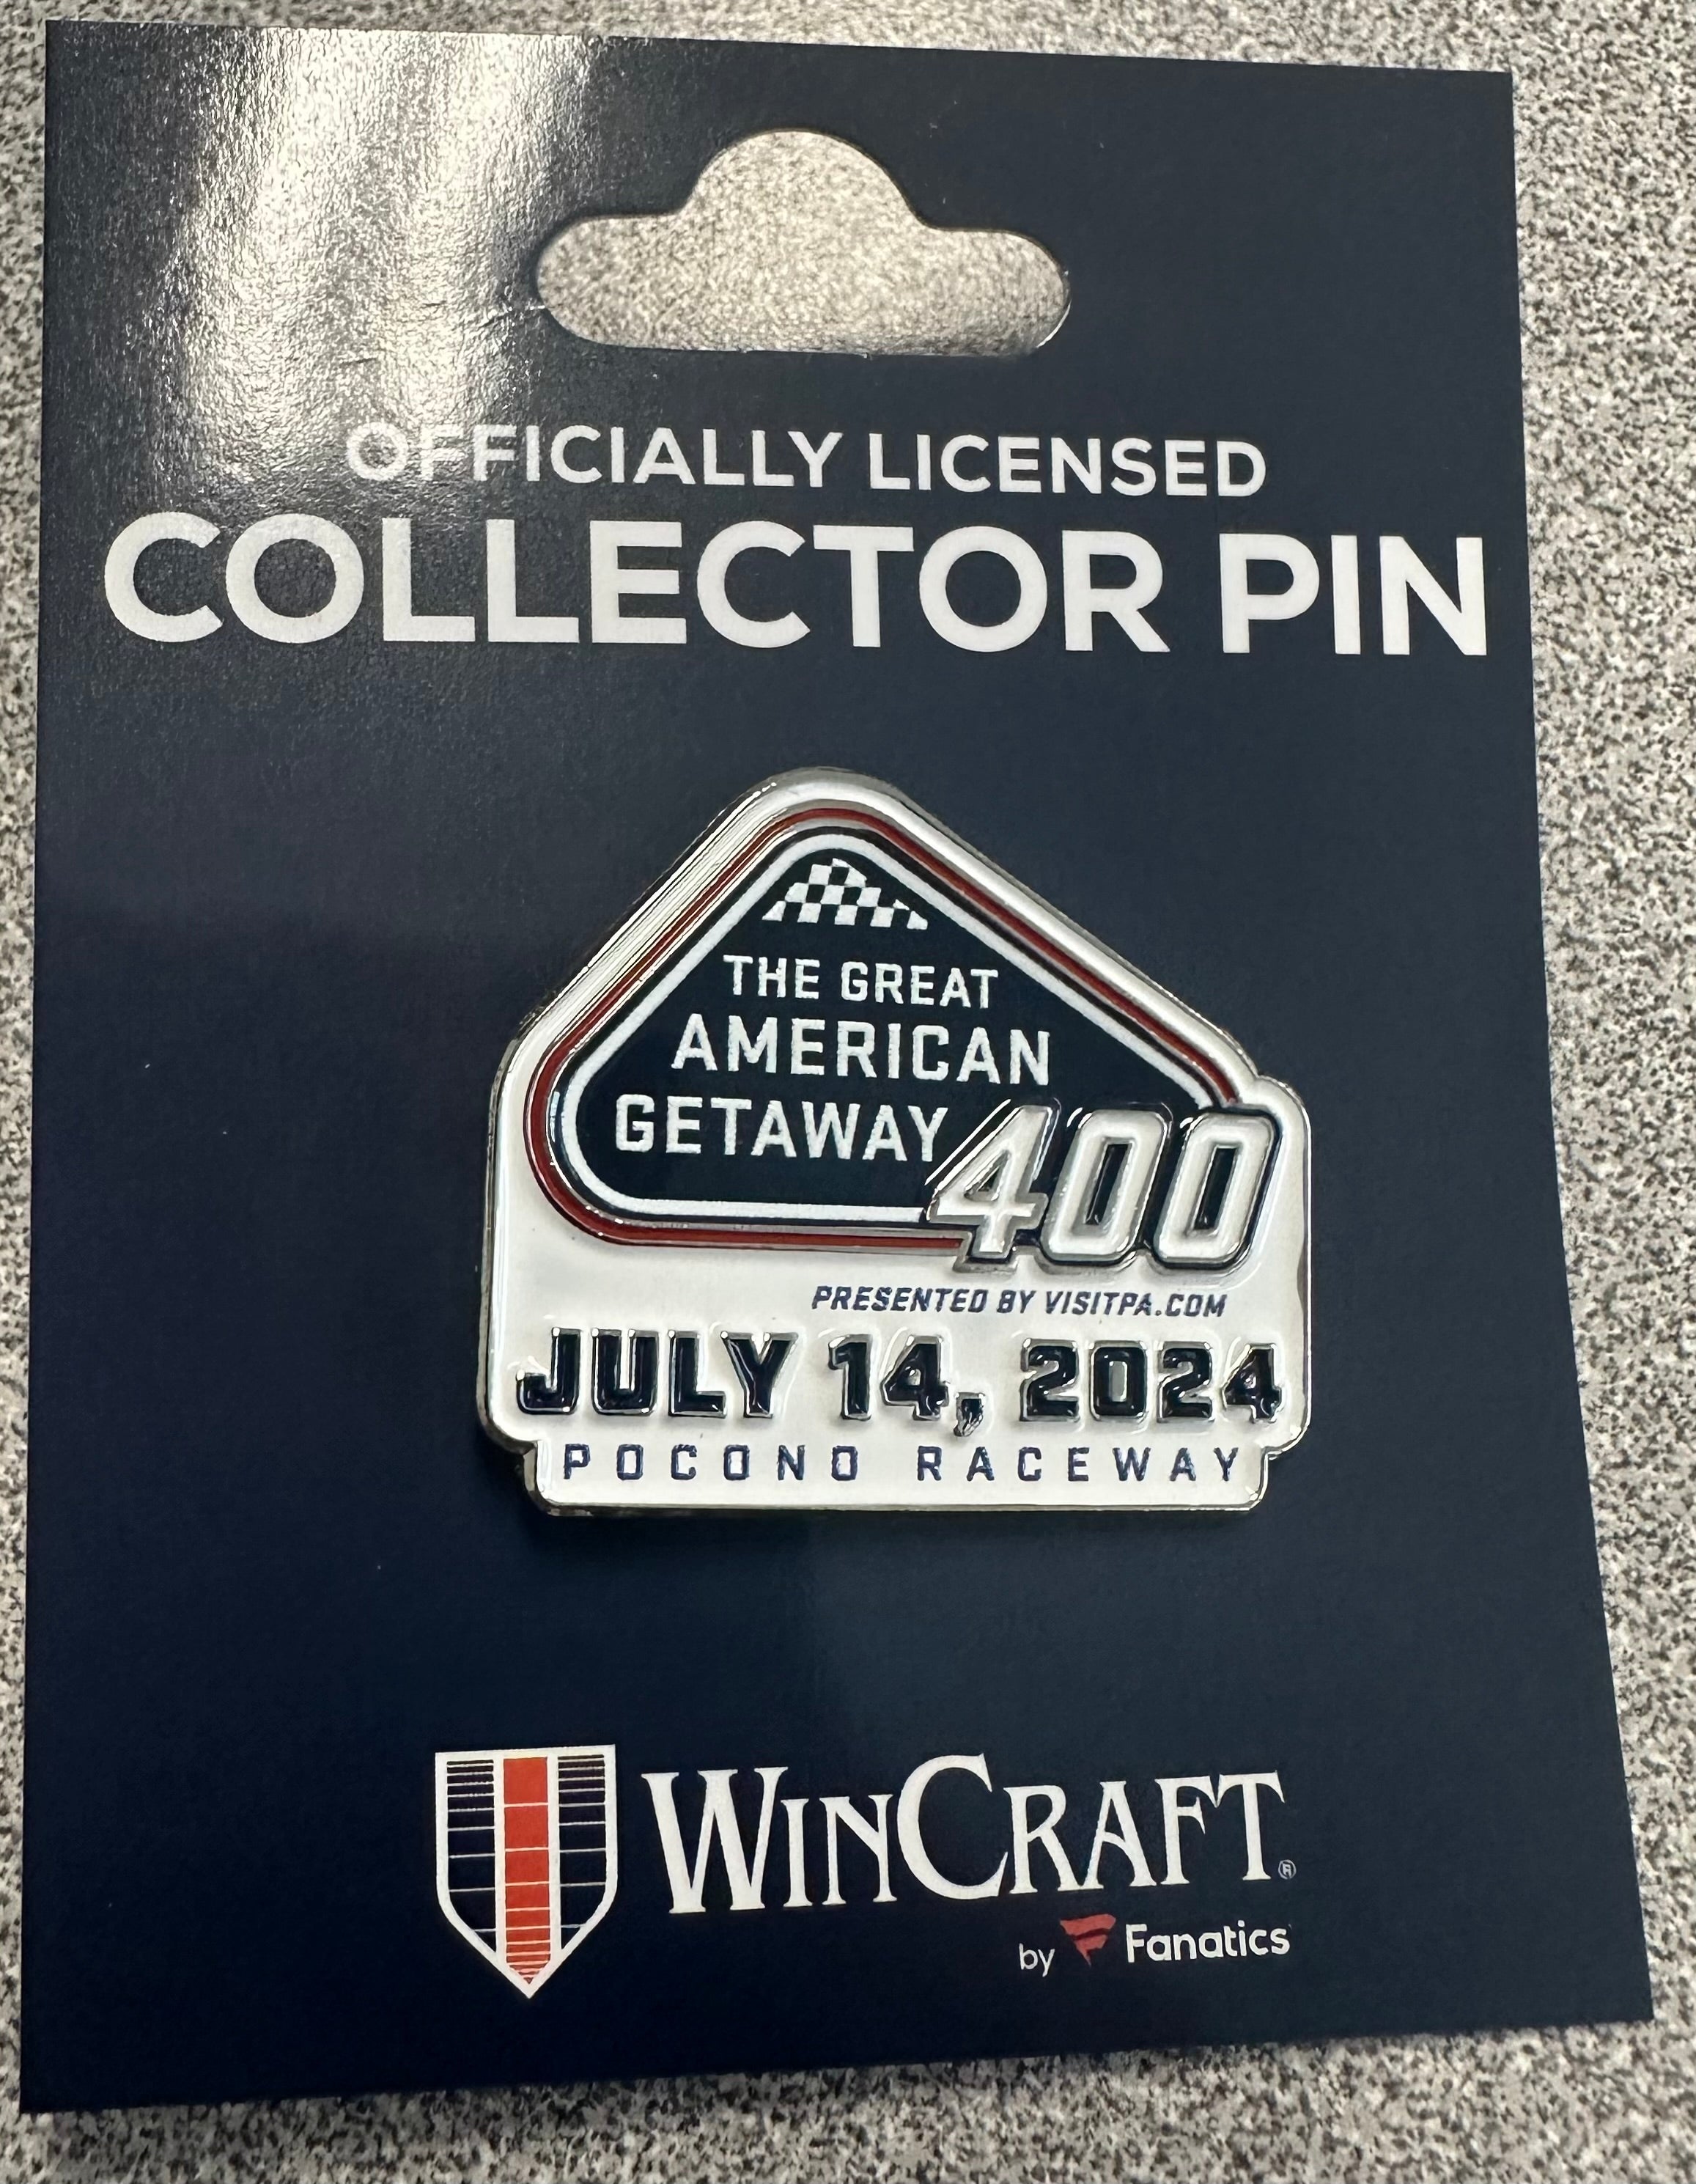 OFFICIALLY LICENSED
COLLECTOR PIN
THE GREAT
AMERICAN
GETAWAY 400
PRESENTED BY VISITPA.COM
JULY 14, 2024
POCONO RACEWAY
WINCRAFT®
by Fanatics